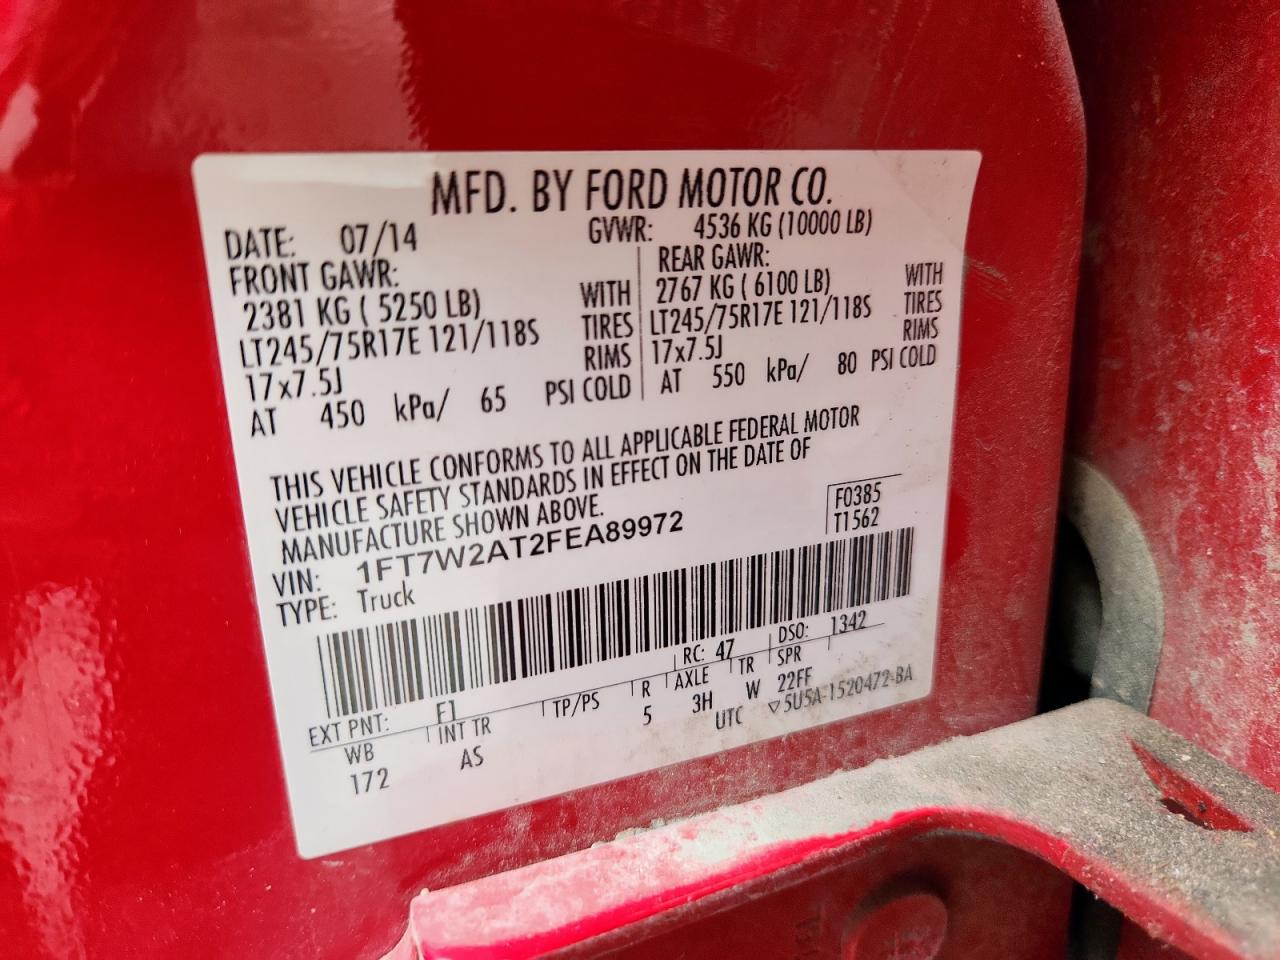 MFD. BY FORD MOTOR CO.
DATE: 07/14 GVWR: 4536 KG (10000 LB)
FRONT GAWR: REAR GAWR:
2381 KG ( 5250 LB) WITH 2767 KG ( 6100 LB) WITH
LT245/75R17E 121/118S TIRES LT245/75R17E 121/118S TIRES
17x7.5J RIMS 17x7.5J RIMS
AT 450 kPa/ 65 PSI COLD AT 550 kPa/ 80 PSI COLD
THIS VEHICLE CONFORMS TO ALL APPLICABLE FEDERAL MOTOR
VEHICLE SAFETY STANDARDS IN EFFECT ON THE DATE OF
MANUFACTURE SHOWN ABOVE.
F0385
VIN: 1FT7W2AT2FEA89972 T1562
TYPE: Truck
EXT PNT: F1 RC: 47 DSO: 1342
WB INT TR TP/PS R AXLE TR SPR
172 AS 5 3H W 22FF
UTC ▽5U5A-1520472-BA